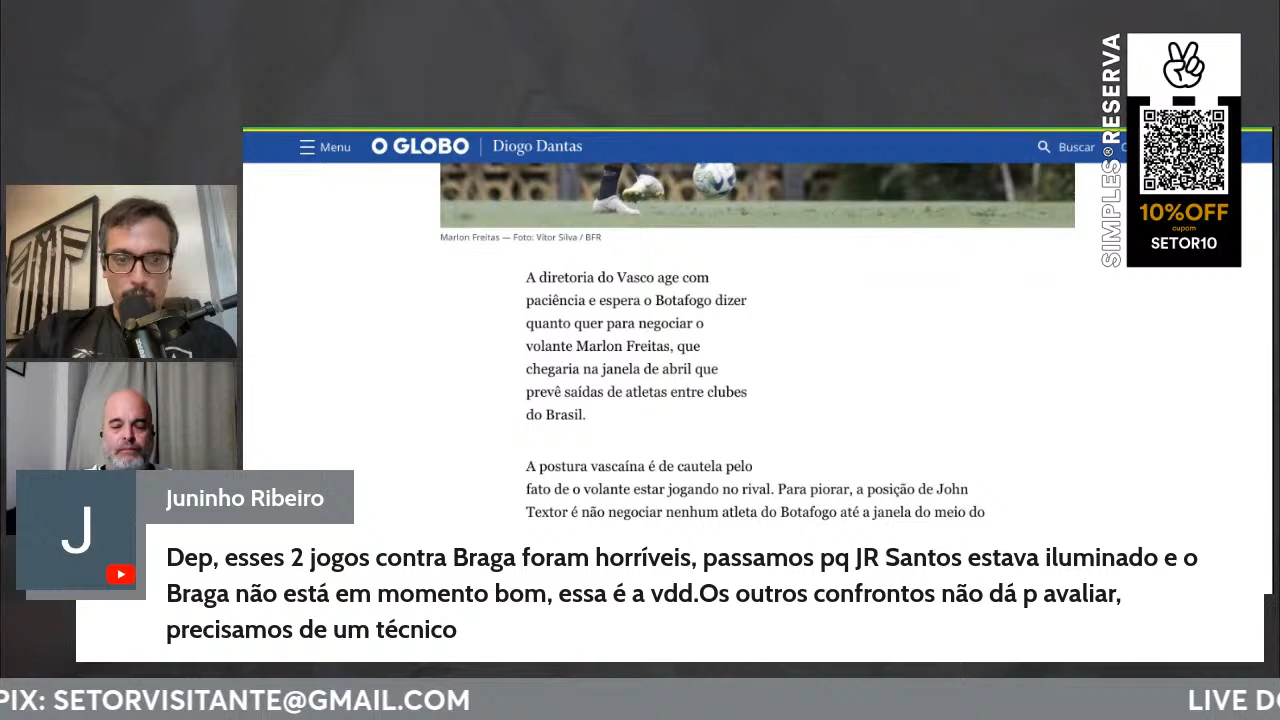 Menu
O GLOBO
Diogo Dantas
Buscar
SIMPLES®RESERVA
10%OFF
cupom
SETOR10
Marlon Freitas — Foto: Vítor Silva / BFR
A diretoria do Vasco age com
paciência e espera o Botafogo dizer
quanto quer para negociar o
volante Marlon Freitas, que
chegaria na janela de abril que
prevê saídas de atletas entre clubes
do Brasil.
A postura vascaína é de cautela pelo
fato de o volante estar jogando no rival. Para piorar, a posição de John
Textor é não negociar nenhum atleta do Botafogo até a janela do meio do
J
Juninho Ribeiro
Dep, esses 2 jogos contra Braga foram horríveis, passamos pq JR Santos estava iluminado e o
Braga não está em momento bom, essa é a vdd.Os outros confrontos não dá p avaliar,
precisamos de um técnico
PIX: SETORVISITANTE@GMAIL.COM
LIVE DO